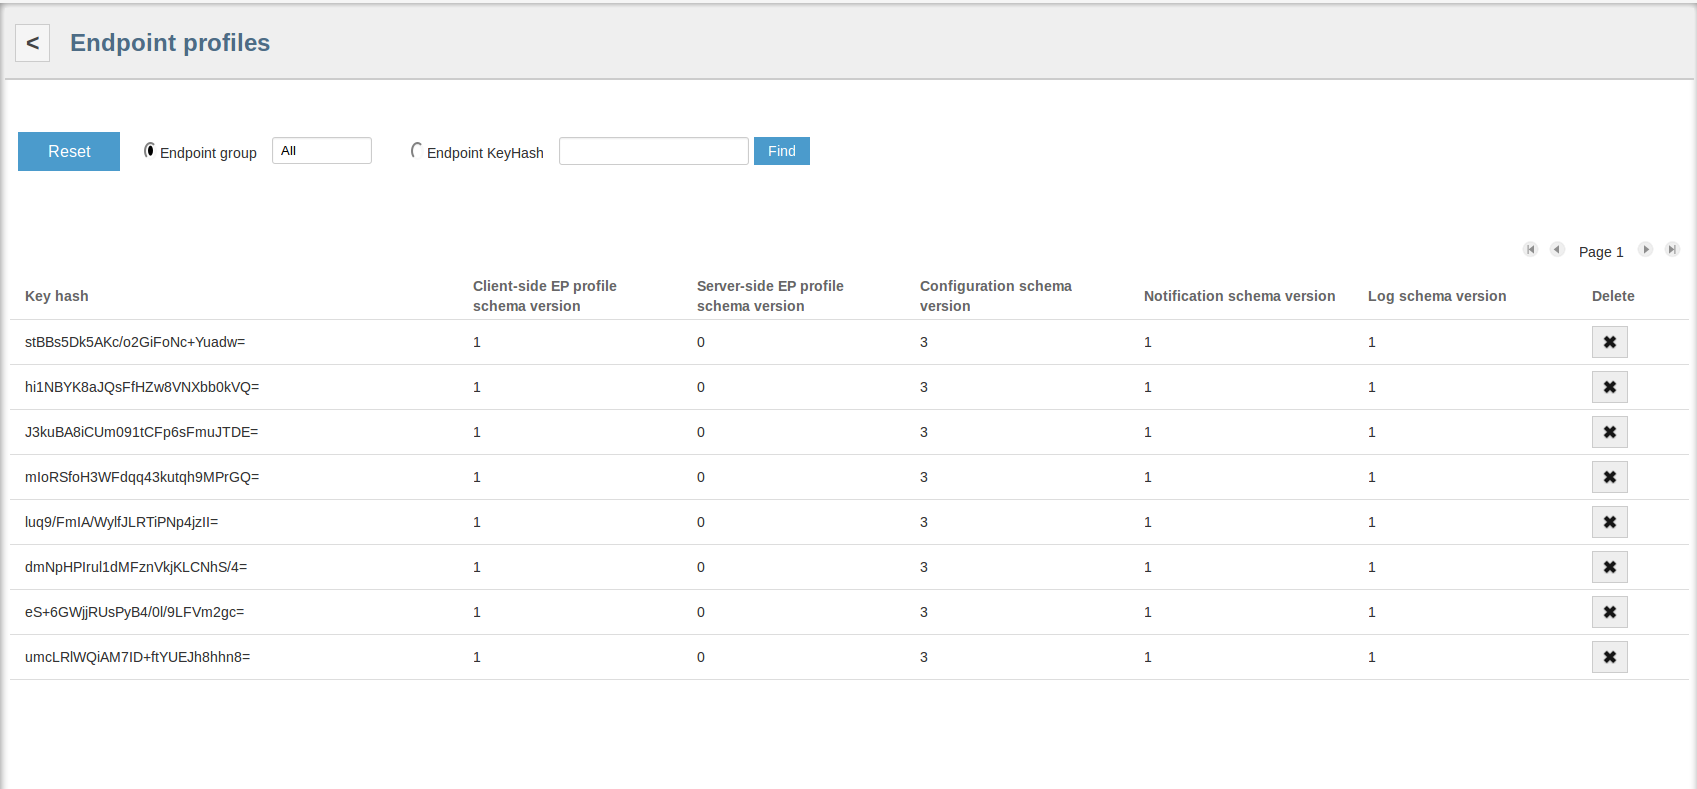 < Endpoint profiles
Reset Endpoint group All Endpoint KeyHash Find
Page 1
Key hash Client-side EP profile schema version Server-side EP profile schema version Configuration schema version Notification schema version Log schema version Delete
stBBs5Dk5AKc/o2GiFoNc+Yuadw= 1 0 3 1 1
hi1NBYK8aJQsFfHZw8VNXbb0kVQ= 1 0 3 1 1
J3kuBA8iCUm091tCFp6sFmuJTDE= 1 0 3 1 1
mIoRSfoH3WFdqq43kutqh9MPrGQ= 1 0 3 1 1
luq9/FmIA/WylfJLRTiPNp4jzII= 1 0 3 1 1
dmNpHPIrul1dMFznVkjKLCNhS/4= 1 0 3 1 1
eS+6GWjjRUsPyB4/0l/9LFVm2gc= 1 0 3 1 1
umcLRlWQiAM7ID+ftYUEJh8hhn8= 1 0 3 1 1